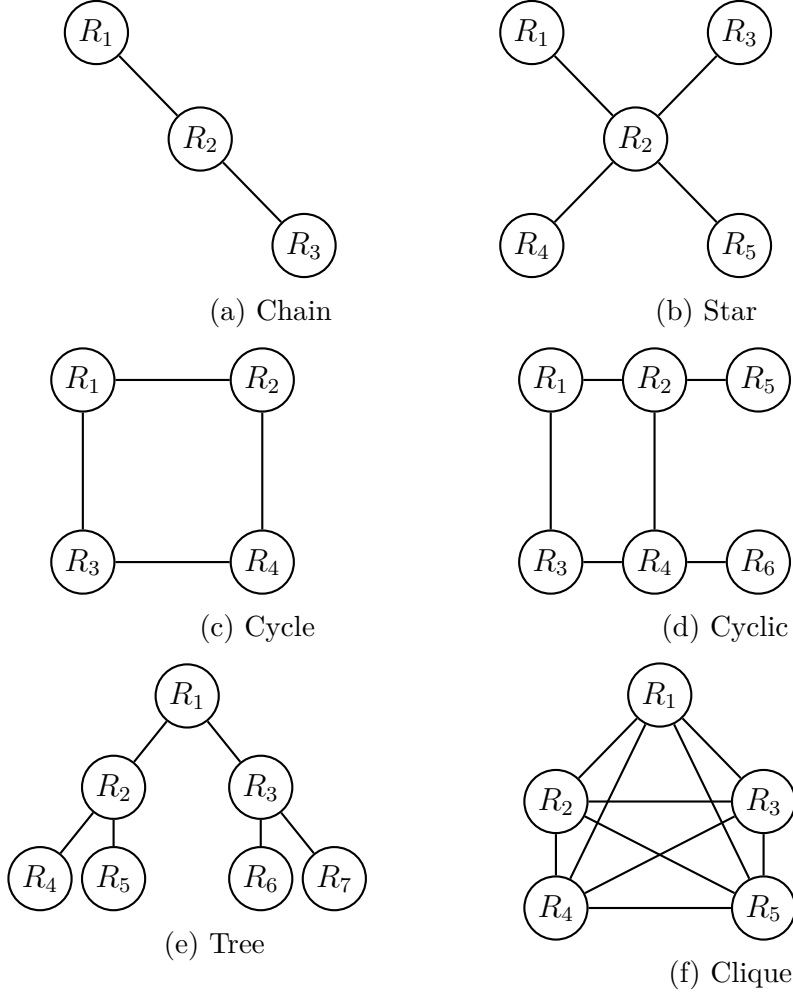 R1
R2
R3
(a) Chain
R1
R3
R2
R4
R5
(b) Star
R1
R2
R3
R4
(c) Cycle
R1
R2
R5
R3
R4
R6
(d) Cyclic
R1
R2
R3
R4
R5
R6
R7
(e) Tree
R1
R2
R3
R4
R5
(f) Clique